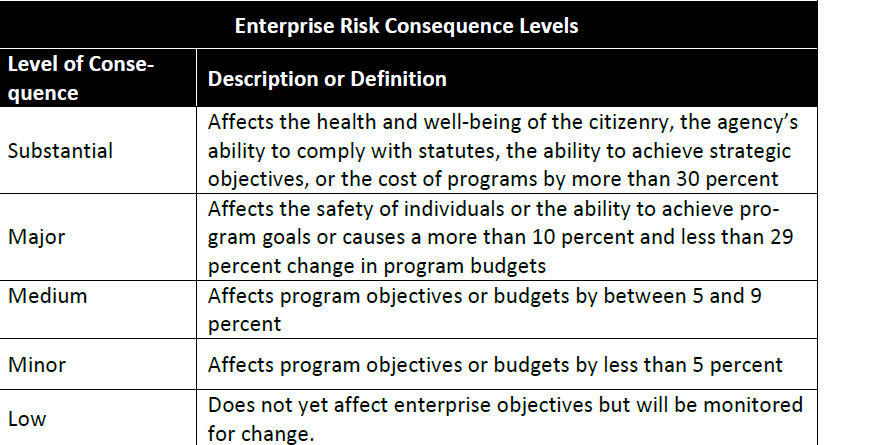 Enterprise Risk Consequence Levels
Level of Conse-
quence
Description or Definition
Substantial
Affects the health and well-being of the citizenry, the agency’s
ability to comply with statutes, the ability to achieve strategic
objectives, or the cost of programs by more than 30 percent
Major
Affects the safety of individuals or the ability to achieve pro-
gram goals or causes a more than 10 percent and less than 29
percent change in program budgets
Medium
Affects program objectives or budgets by between 5 and 9
percent
Minor
Affects program objectives or budgets by less than 5 percent
Low
Does not yet affect enterprise objectives but will be monitored
for change.